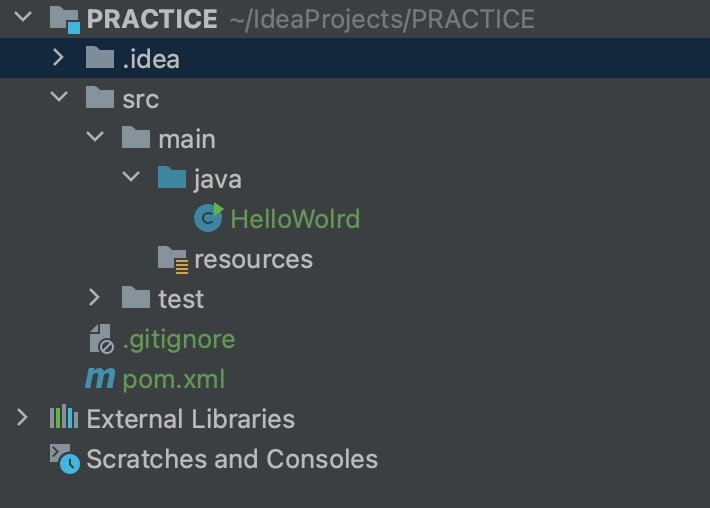 PRACTICE ~/IdeaProjects/PRACTICE
.idea
src
main
java
HelloWolrd
resources
test
.gitignore
pom.xml
External Libraries
Scratches and Consoles